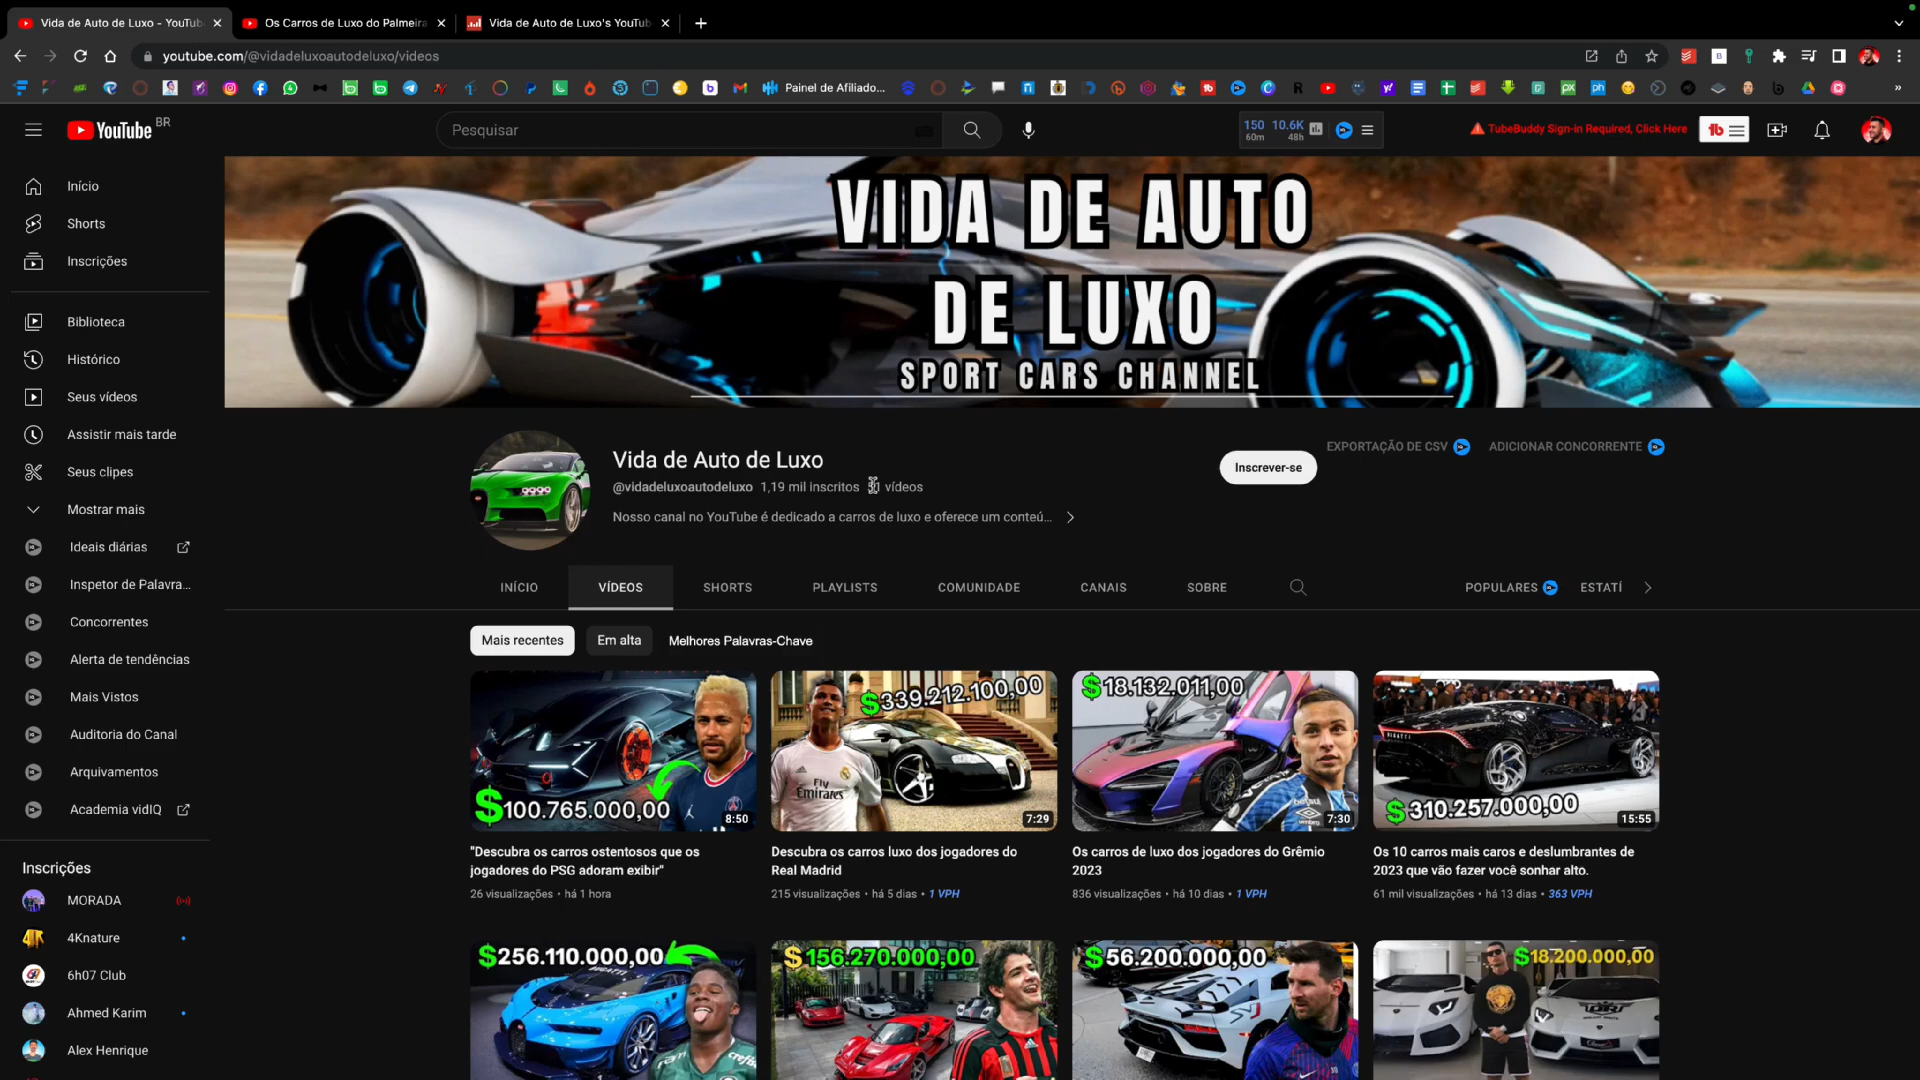 Vida de Auto de Luxo - YouTub
Os Carros de Luxo do Palmeira
Vida de Auto de Luxo's YouTub
youtube.com/@vidadeluxoautodeluxo/videos
Painel de Afiliado...
YouTube BR
Pesquisar
150 10.6K
60m 48h
TubeBuddy Sign-in Required, Click Here
Início
Shorts
Inscrições
Biblioteca
Histórico
Seus vídeos
Assistir mais tarde
Seus clipes
Mostrar mais
Ideais diárias
Inspetor de Palavra...
Concorrentes
Alerta de tendências
Mais Vistos
Auditoria do Canal
Arquivamentos
Academia vidIQ
Inscrições
MORADA
4Knature
6h07 Club
Ahmed Karim
Alex Henrique
VIDA DE AUTO
DE LUXO
SPORT CARS CHANNEL
Vida de Auto de Luxo
@vidadeluxoautodeluxo 1,19 mil inscritos vídeos
Nosso canal no YouTube é dedicado a carros de luxo e oferece um conteú...
Inscrever-se
EXPORTAÇÃO DE CSV
ADICIONAR CONCORRENTE
INÍCIO
VÍDEOS
SHORTS
PLAYLISTS
COMUNIDADE
CANAIS
SOBRE
POPULARES
ESTATÍ
Mais recentes
Em alta
Melhores Palavras-Chave
$100.765.000,00
8:50
$339.212.100,00
Fly
Emirates
7:29
$18.132.011,00
7:30
$310.257.000,00
15:55
"Descubra os carros ostentosos que os
jogadores do PSG adoram exibir"
26 visualizações • há 1 hora
Descubra os carros luxo dos jogadores do
Real Madrid
215 visualizações • há 5 dias • 1 VPH
Os carros de luxo dos jogadores do Grêmio
2023
836 visualizações • há 10 dias • 1 VPH
Os 10 carros mais caros e deslumbrantes de
2023 que vão fazer você sonhar alto.
61 mil visualizações • há 13 dias • 363 VPH
$256.110.000,00
$156.270.000,00
$56.200.000,00
$18.200.000,00